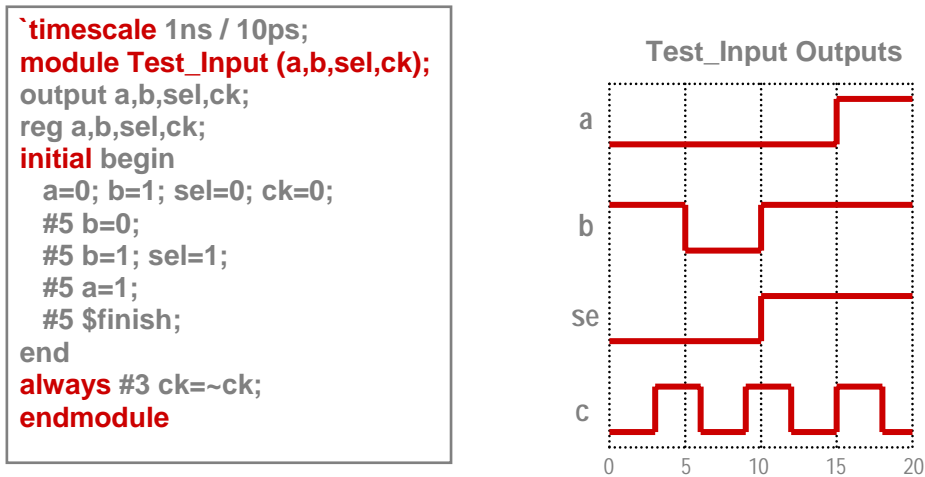 `timescale 1ns / 10ps;
module Test_Input (a,b,sel,ck);
output a,b,sel,ck;
reg a,b,sel,ck;
initial begin
a=0; b=1; sel=0; ck=0;
#5 b=0;
#5 b=1; sel=1;
#5 a=1;
#5 $finish;
end
always #3 ck=~ck;
endmodule
Test_Input Outputs
a
b
se
c
0 5 10 15 20